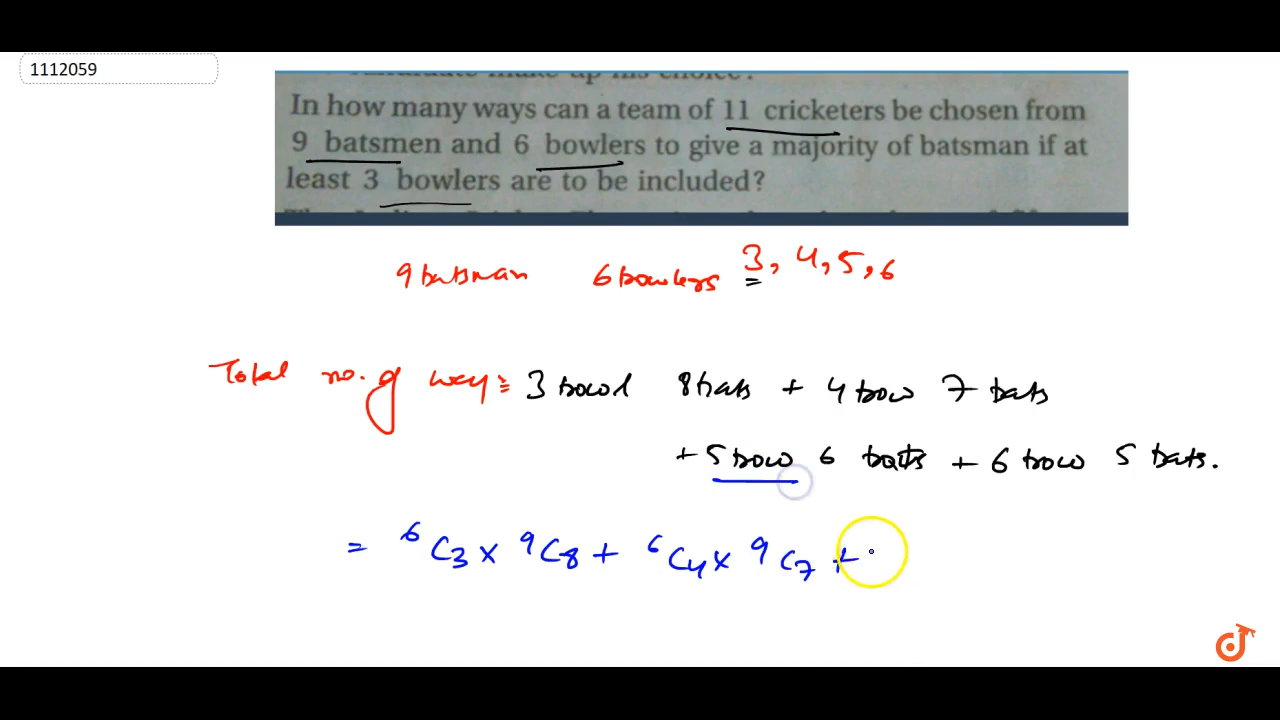 1112059
In how many ways can a team of 11 cricketers be chosen from
9 batsmen and 6 bowlers to give a majority of batsman if at
least 3 bowlers are to be included?
9 batsman 6 bowlers 3, 4, 5, 6
Total no. of ways = 3 bowl 8 bats + 4 bow 7 bats
+ 5 bow 6 bats + 6 bow 5 bats.
= ⁶C₃ × ⁹C₈ + ⁶C₄ × ⁹C₇ +